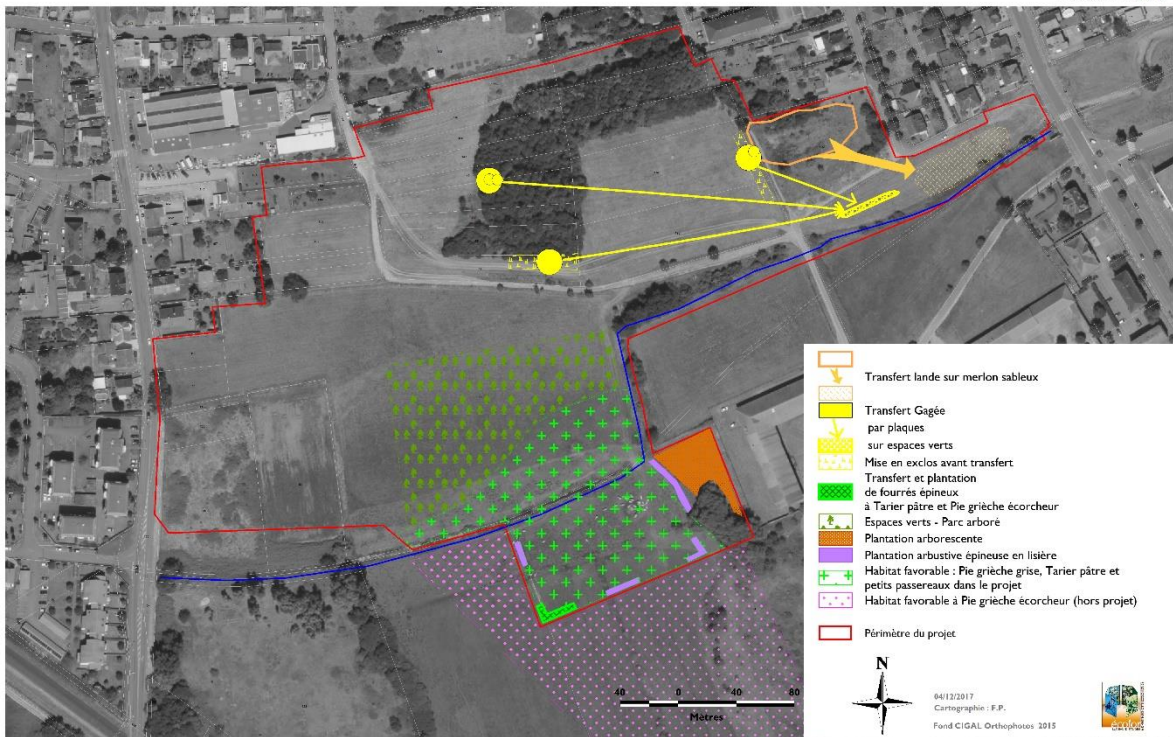 Transfert lande sur merlon sableux
Transfert Gagée
par plaques
sur espaces verts
Mise en exclos avant transfert
Transfert et plantation
de fourrés épineux
à Tarier pâtre et Pie grièche écorcheur
Espaces verts - Parc arboré
Plantation arborescente
Plantation arbustive épineuse en lisière
Habitat favorable : Pie grièche grise, Tarier pâtre et
petits passereaux dans le projet
Habitat favorable à Pie grièche écorcheur (hors projet)
Périmètre du projet
40 0 40 80
Mètres
N
04/12/2017
Cartographie : F.P.
Fond CIGAL Orthophotos 2015
écolor